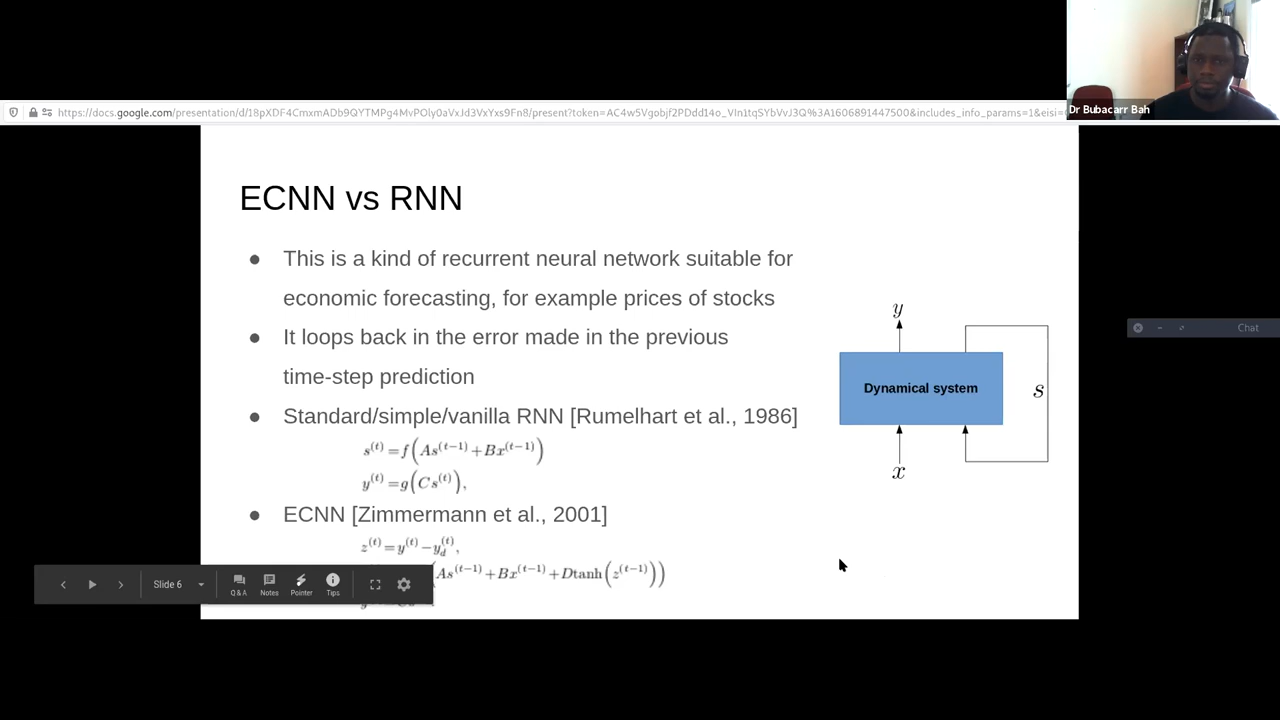 Dr Bubacarr Bah
https://docs.google.com/presentation/d/18pXDF4CmxmADb9QYTMPg4MvPOly0aVxJd3VxYxs9Fn8/present?token=AC4w5Vgobjf2PDdd14o_VIn1tqSYbVvJ3Q%3A1606891447500&includes_info_params=1&eisi=
ECNN vs RNN
● This is a kind of recurrent neural network suitable for
economic forecasting, for example prices of stocks
● It loops back in the error made in the previous
time-step prediction
● Standard/simple/vanilla RNN [Rumelhart et al., 1986]
s^(t) = f(As^(t−1) + Bx^(t−1))
y^(t) = g(Cs^(t)),
● ECNN [Zimmermann et al., 2001]
z^(t) = y^(t) − y_d^(t),
(As^(t−1) + Bx^(t−1) + Dtanh(z^(t−1)))
y
Dynamical system
s
x
Chat
Slide 6
Q & A
Notes
Pointer
Tips